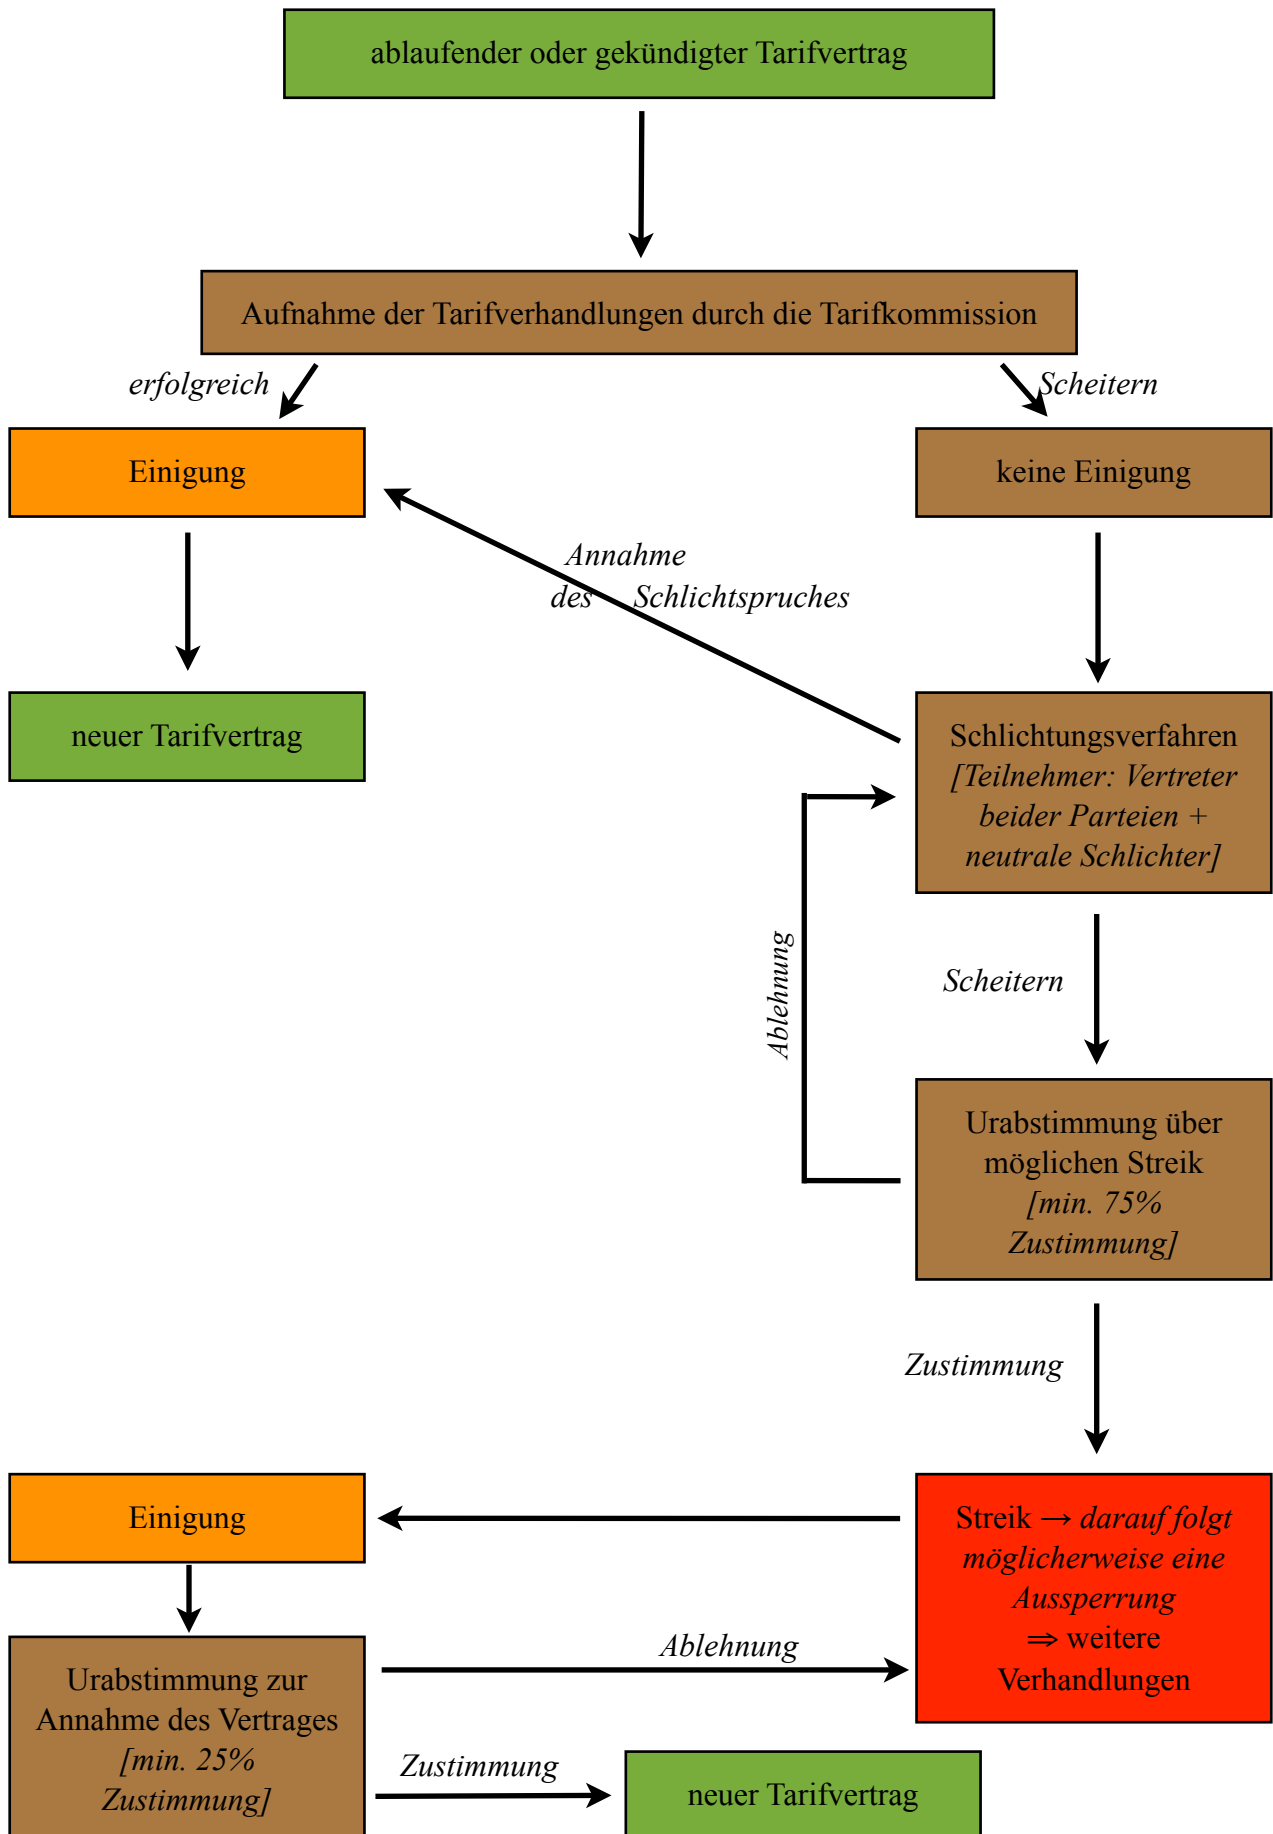 ablaufender oder gekündigter Tarifvertrag
Aufnahme der Tarifverhandlungen durch die Tarifkommission
erfolgreich
Scheitern
Einigung
keine Einigung
Annahme
des Schlichtspruches
neuer Tarifvertrag
Schlichtungsverfahren
[Teilnehmer: Vertreter
beider Parteien +
neutrale Schlichter]
Ablehnung
Scheitern
Urabstimmung über
möglichen Streik
[min. 75%
Zustimmung]
Zustimmung
Einigung
Streik → darauf folgt
möglicherweise eine
Aussperrung
⇒ weitere
Verhandlungen
Ablehnung
Urabstimmung zur
Annahme des Vertrages
[min. 25%
Zustimmung]
Zustimmung
neuer Tarifvertrag